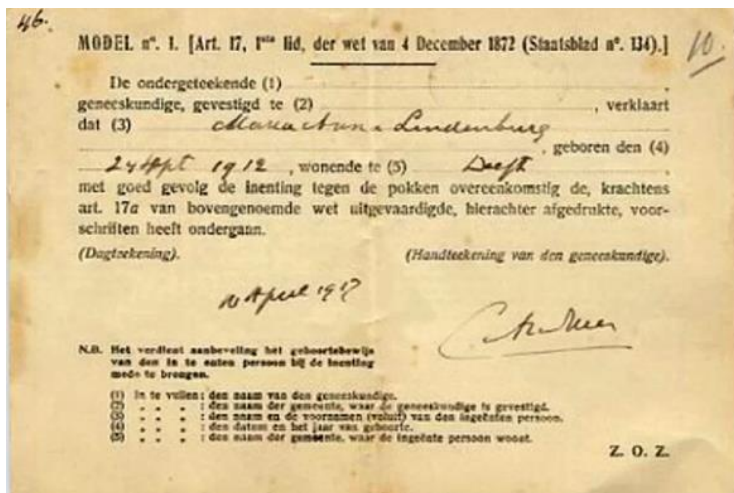 46.
10.
MODEL nº. 1. [Art. 17, 1ste lid, der wet van 4 December 1872 (Staatsblad nº. 134).]
De ondergeteekende (1)
geneeskundige, gevestigd te (2) , verklaart
dat (3) Maria Anna Lindenburg
, geboren den (4)
24 Sept 1912, wonende te (5) Delft,
met goed gevolg de inenting tegen de pokken overeenkomstig de, krachtens
art. 17a van bovengenoemde wet uitgevaardigde, hierachter afgedrukte, voor-
schriften heeft ondergaan.
(Dagteekening). (Handteekening van den geneeskundige).
April 1917
N.B. Het verdient aanbeveling het geboortebewijs
van den in te enten persoon bij de inenting
mede te brengen.
(1) In te vullen: den naam van den geneeskundige.
(2) „ „ „ : den naam der gemeente, waar de geneeskundige is gevestigd.
(3) „ „ „ : den naam en de voornamen (voluit) van den ingeënten persoon.
(4) „ „ „ : den datum en het jaar van geboorte.
(5) „ „ „ : den naam der gemeente, waar de ingeënte persoon woont.
Z. O. Z.